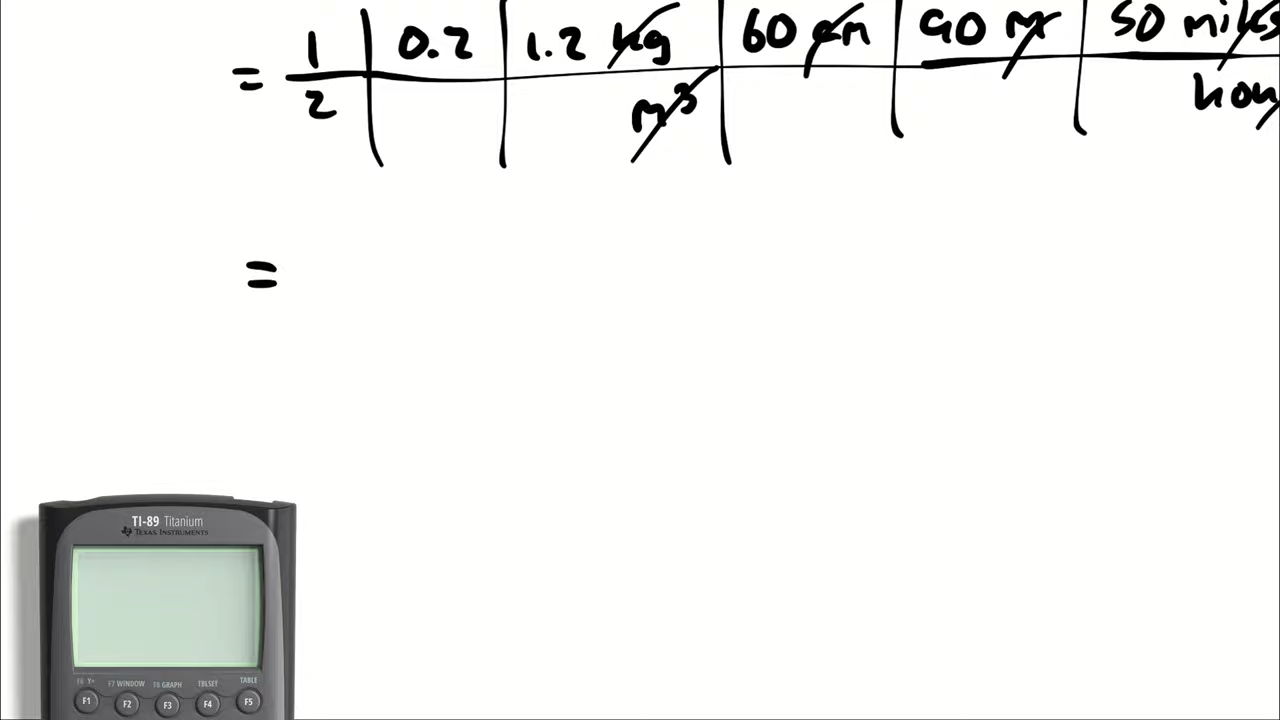 = 1/2 | 0.2 | 1.2 kg/m³ | 60 cm | 90 m | 50 miles/hou
=
TI-89 Titanium
TEXAS INSTRUMENTS
F6 Y= F7 WINDOW F8 GRAPH TBLSET TABLE
F1 F2 F3 F4 F5